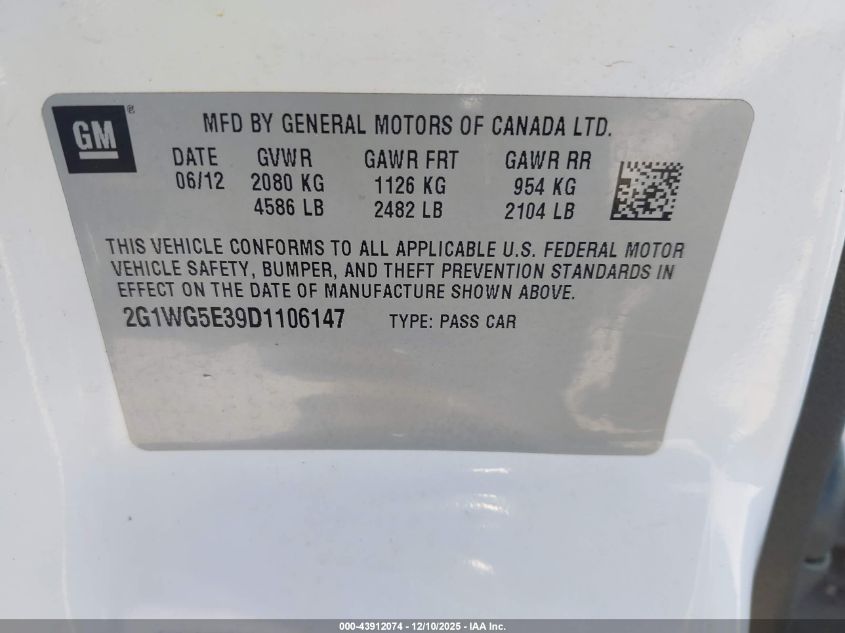 GM ®
MFD BY GENERAL MOTORS OF CANADA LTD.
DATE GVWR GAWR FRT GAWR RR
06/12 2080 KG 1126 KG 954 KG
4586 LB 2482 LB 2104 LB
THIS VEHICLE CONFORMS TO ALL APPLICABLE U.S. FEDERAL MOTOR
VEHICLE SAFETY, BUMPER, AND THEFT PREVENTION STANDARDS IN
EFFECT ON THE DATE OF MANUFACTURE SHOWN ABOVE.
2G1WG5E39D1106147 TYPE: PASS CAR
000-43912074 - 12/10/2025 - IAA Inc.